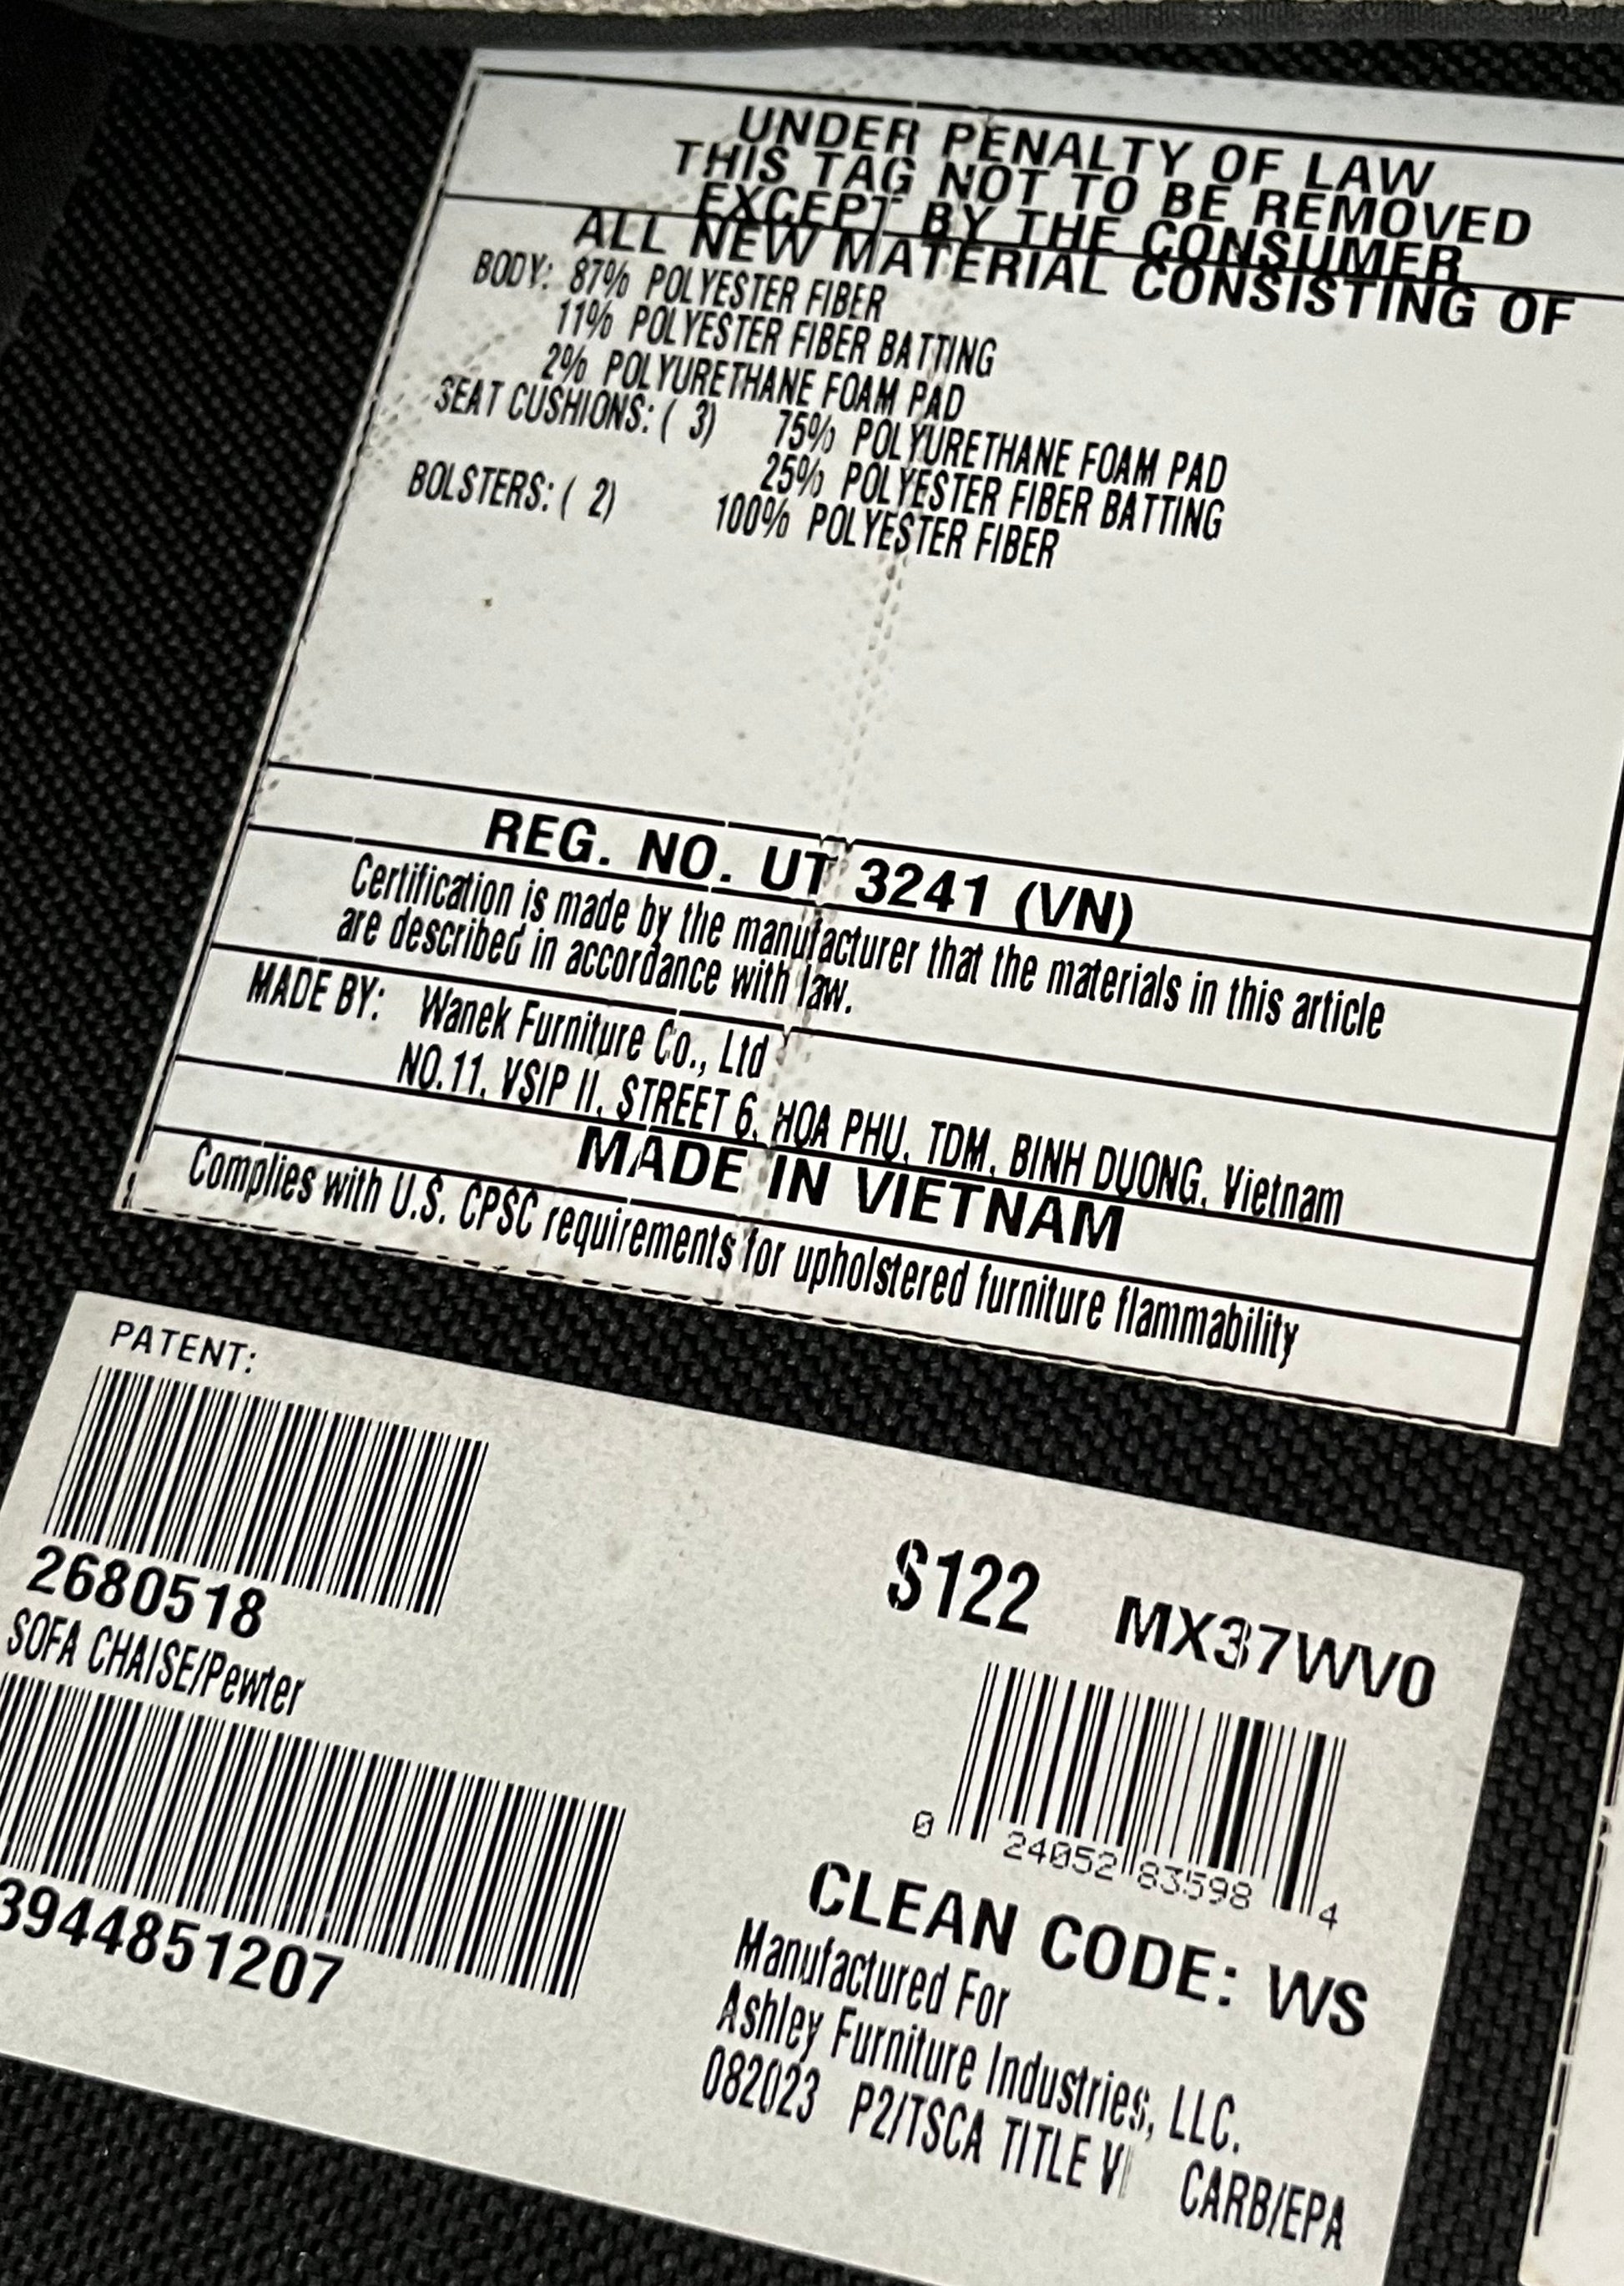 UNDER PENALTY OF LAW
THIS TAG NOT TO BE REMOVED
EXCEPT BY THE CONSUMER
ALL NEW MATERIAL CONSISTING OF
BODY: 87% POLYESTER FIBER
11% POLYESTER FIBER BATTING
2% POLYURETHANE FOAM PAD
SEAT CUSHIONS: ( 3) 75% POLYURETHANE FOAM PAD
25% POLYESTER FIBER BATTING
BOLSTERS: ( 2) 100% POLYESTER FIBER
REG. NO. UT 3241 (VN)
Certification is made by the manufacturer that the materials in this article
are described in accordance with law.
MADE BY: Wanek Furniture Co., Ltd
NO.11, VSIP II, STREET 6, HOA PHU, TDM, BINH DUONG, Vietnam
MADE IN VIETNAM
Complies with U.S. CPSC requirements for upholstered furniture flammability
PATENT:
2680518
SOFA CHAISE/Pewter
3944851207
S122 MX37WV0
0 24052 83598 4
CLEAN CODE: WS
Manufactured For
Ashley Furniture Industries, LLC.
082023 P2/TSCA TITLE VI CARB/EPA